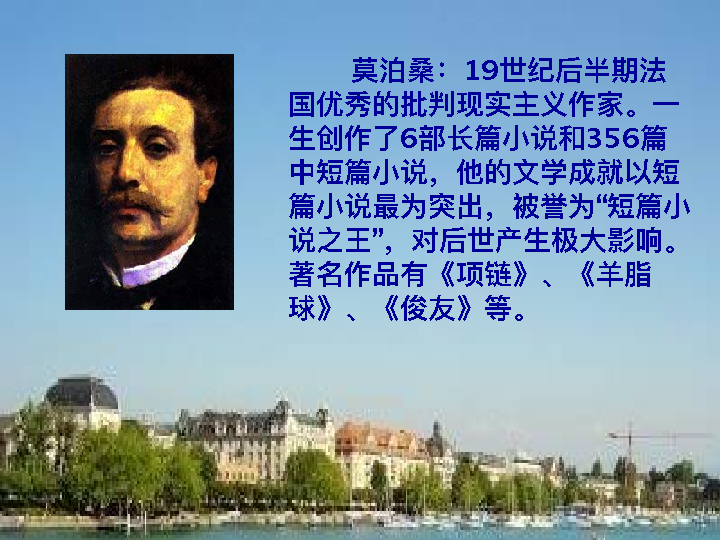 莫泊桑：19世纪后半期法
国优秀的批判现实主义作家。一
生创作了6部长篇小说和356篇
中短篇小说，他的文学成就以短
篇小说最为突出，被誉为“短篇小
说之王”，对后世产生极大影响。
著名作品有《项链》、《羊脂
球》、《俊友》等。